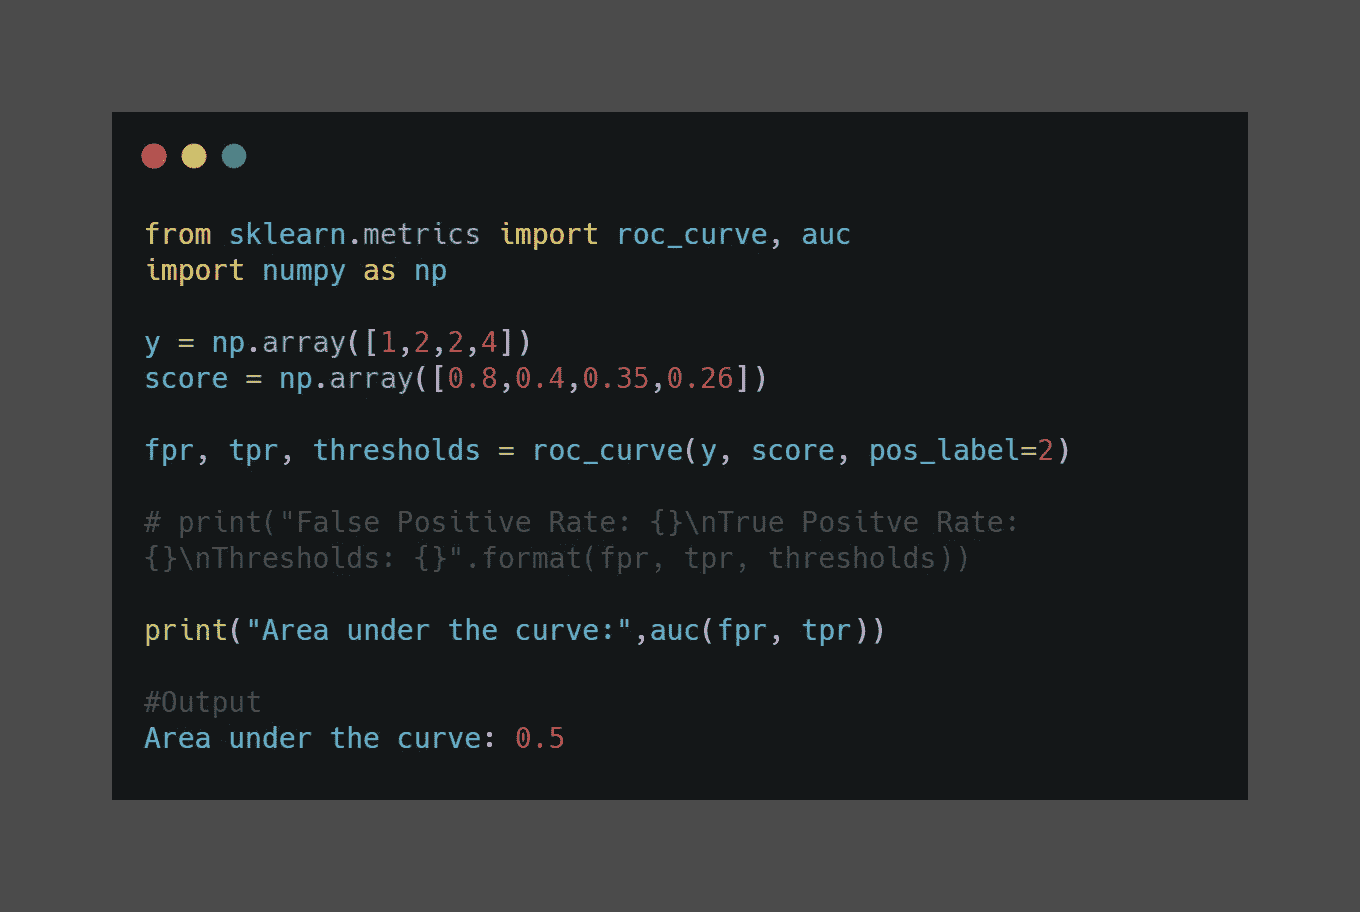 from sklearn.metrics import roc_curve, auc
import numpy as np
y = np.array([1,2,2,4])
score = np.array([0.8,0.4,0.35,0.26])
fpr, tpr, thresholds = roc_curve(y, score, pos_label=2)
# print("False Positive Rate: {}\nTrue Positve Rate:
{}\nThresholds: {}".format(fpr, tpr, thresholds))
print("Area under the curve:",auc(fpr, tpr))
#Output
Area under the curve: 0.5